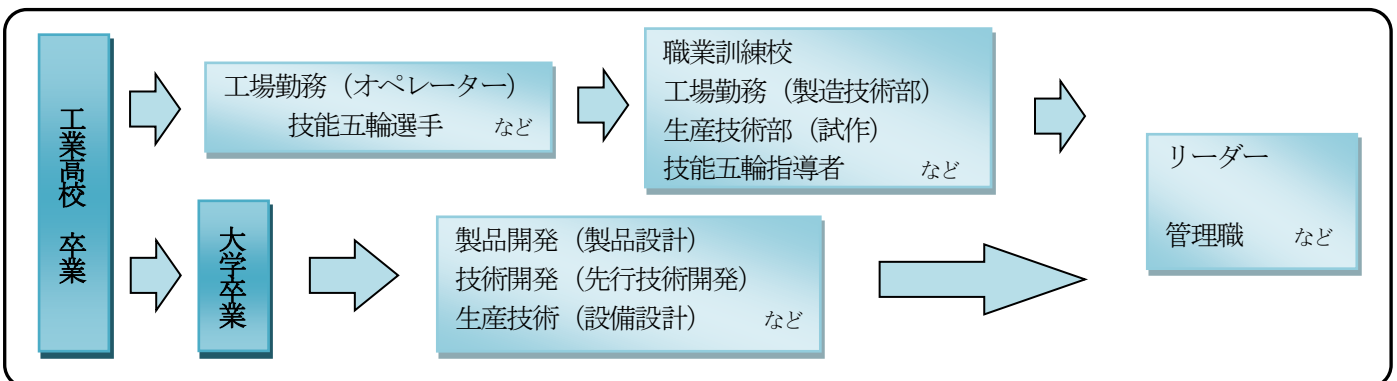 工業高校 卒業
工場勤務（オペレーター）
技能五輪選手 など
職業訓練校
工場勤務（製造技術部）
生産技術部（試作）
技能五輪指導者 など
大学卒業
製品開発（製品設計）
技術開発（先行技術開発）
生産技術（設備設計） など
リーダー
管理職 など